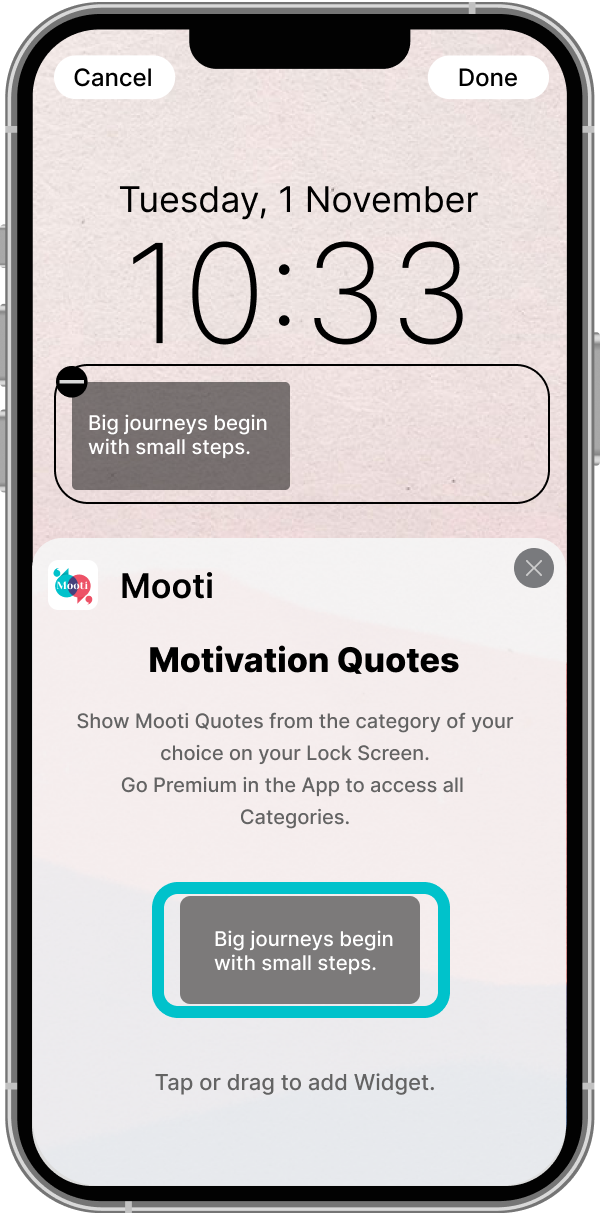 Cancel
Done
Tuesday, 1 November
10:33
Big journeys begin
with small steps.
Mooti
Mooti
Motivation Quotes
Show Mooti Quotes from the category of your
choice on your Lock Screen.
Go Premium in the App to access all
Categories.
Big journeys begin
with small steps.
Tap or drag to add Widget.